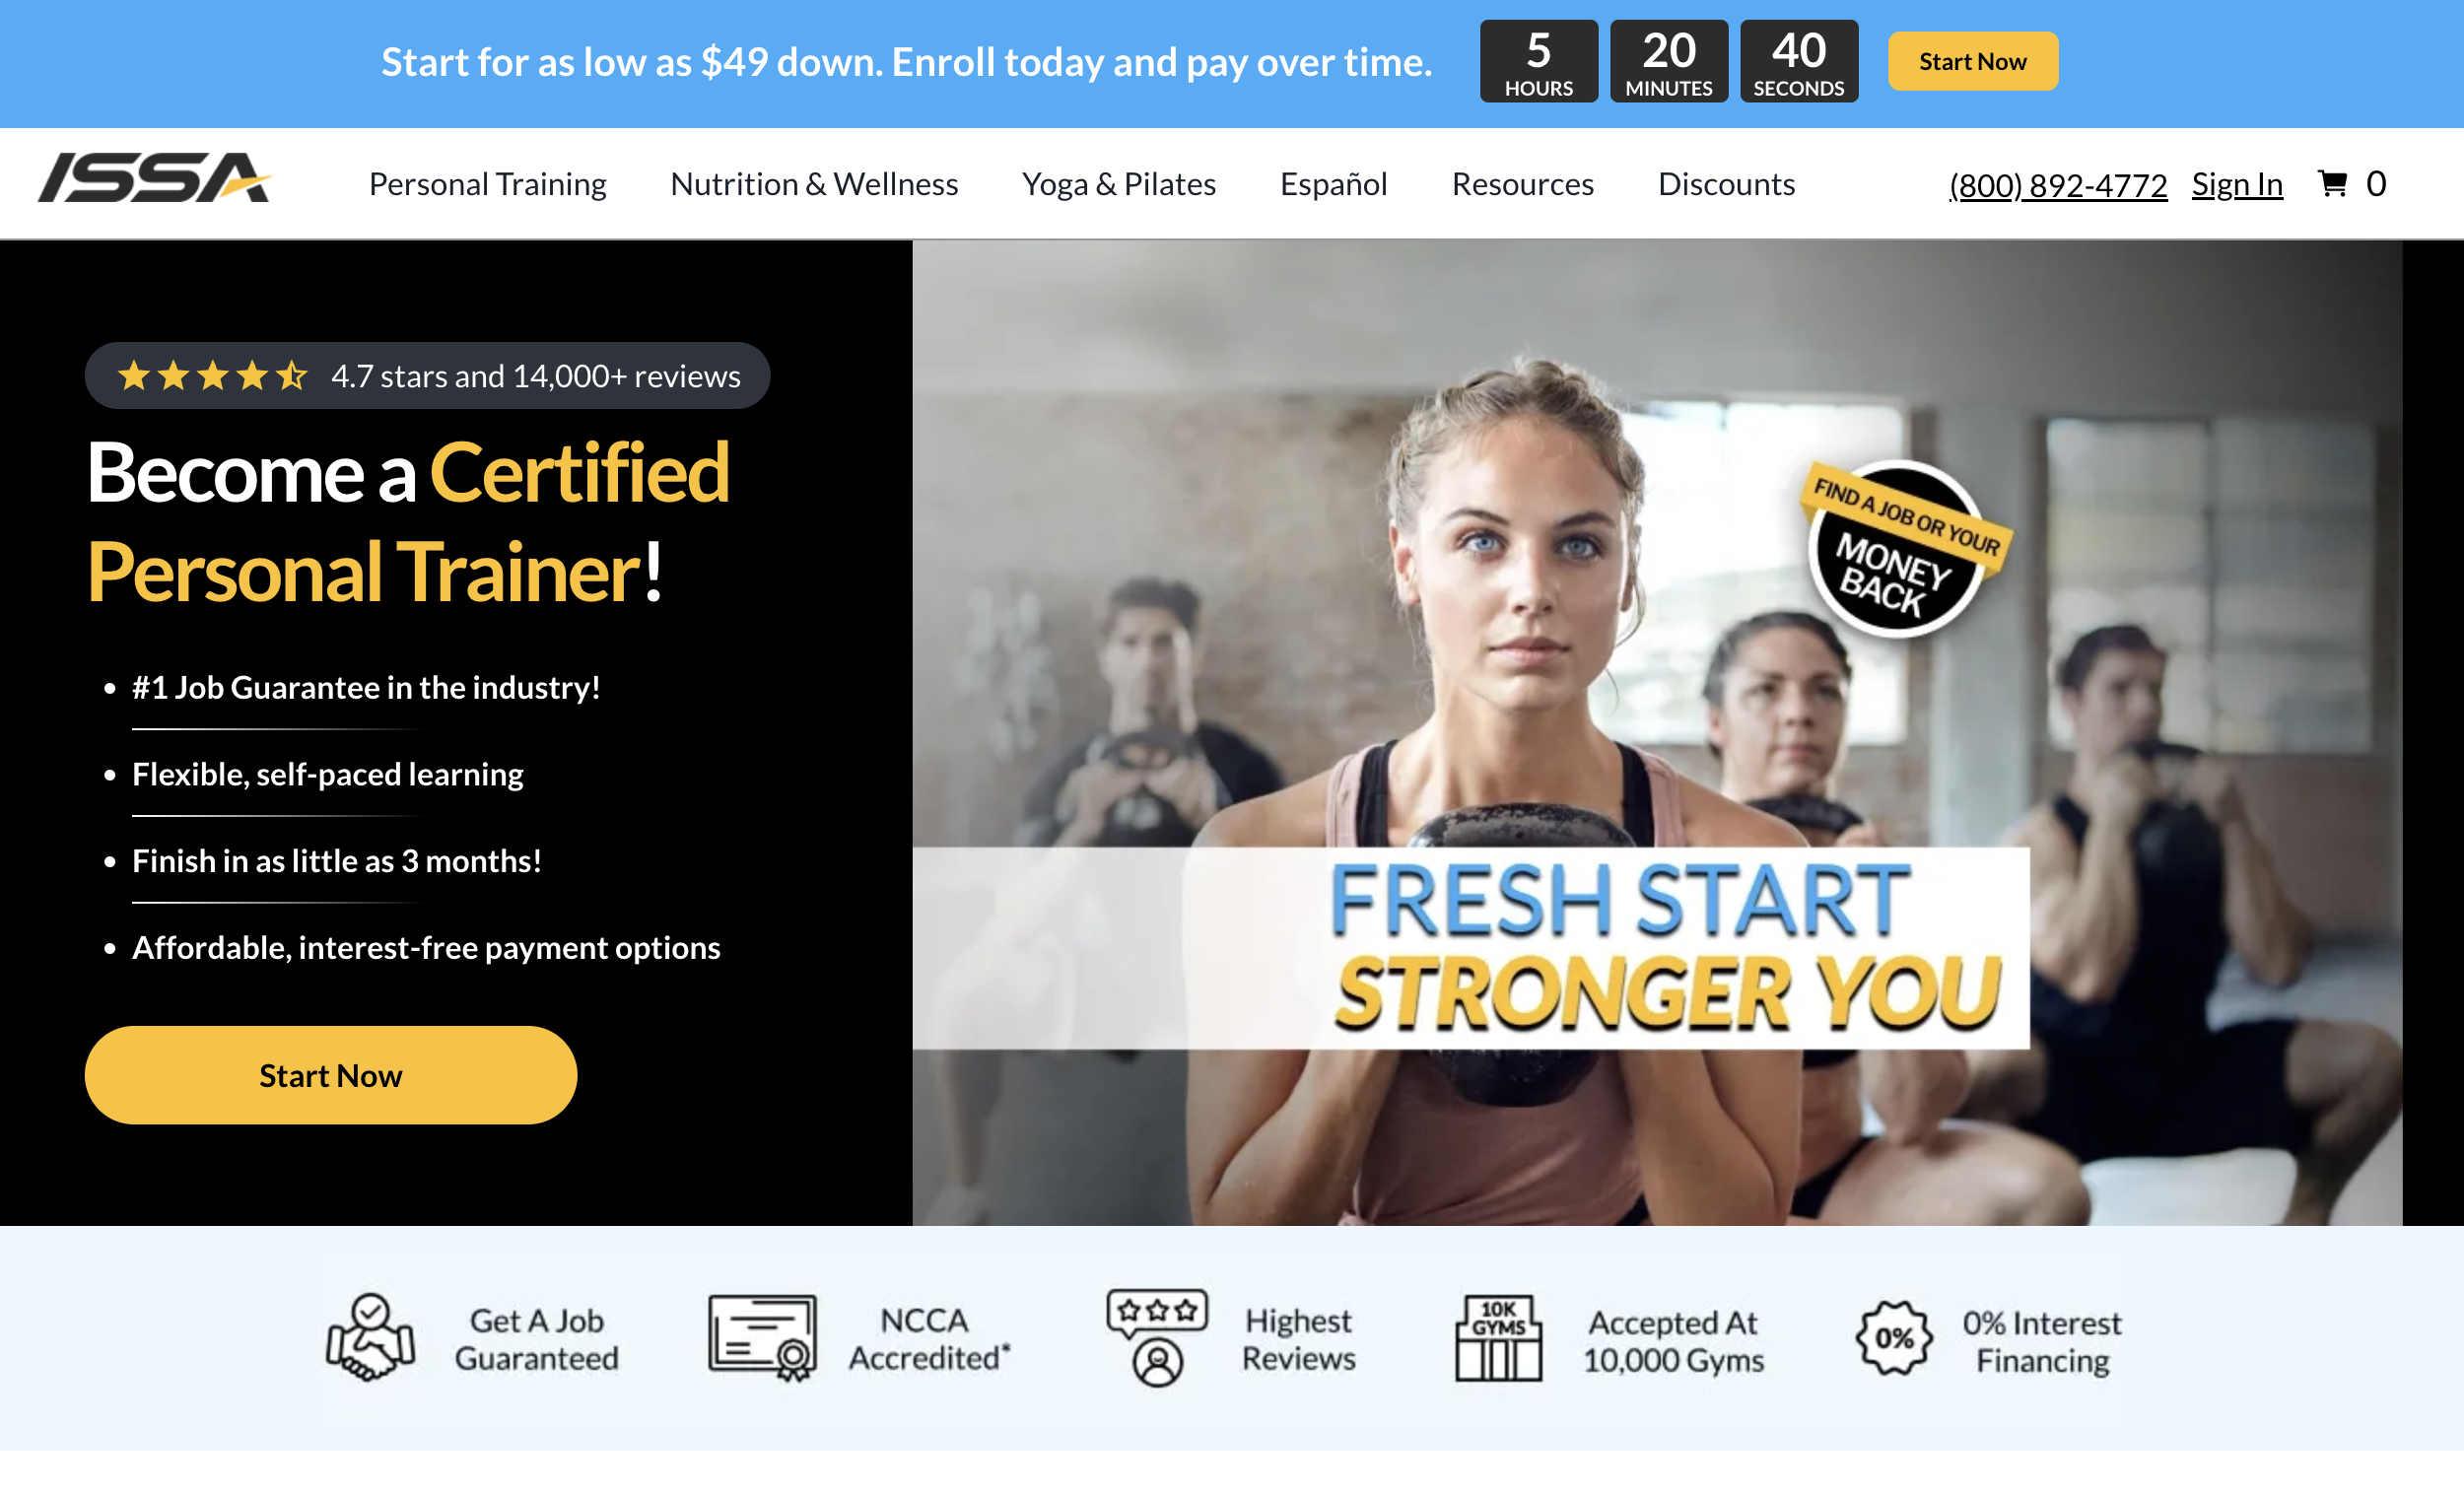 Start for as low as $49 down. Enroll today and pay over time.
5
HOURS
20
MINUTES
40
SECONDS
Start Now
ISSA
Personal Training
Nutrition & Wellness
Yoga & Pilates
Español
Resources
Discounts
(800) 892-4772
Sign In
0
4.7 stars and 14,000+ reviews
Become a Certified
Personal Trainer!
#1 Job Guarantee in the industry!
Flexible, self-paced learning
Finish in as little as 3 months!
Affordable, interest-free payment options
Start Now
FIND A JOB OR YOUR
MONEY
BACK
FRESH START
STRONGER YOU
Get A Job
Guaranteed
NCCA
Accredited*
Highest
Reviews
10K
GYMS
Accepted At
10,000 Gyms
0%
0% Interest
Financing